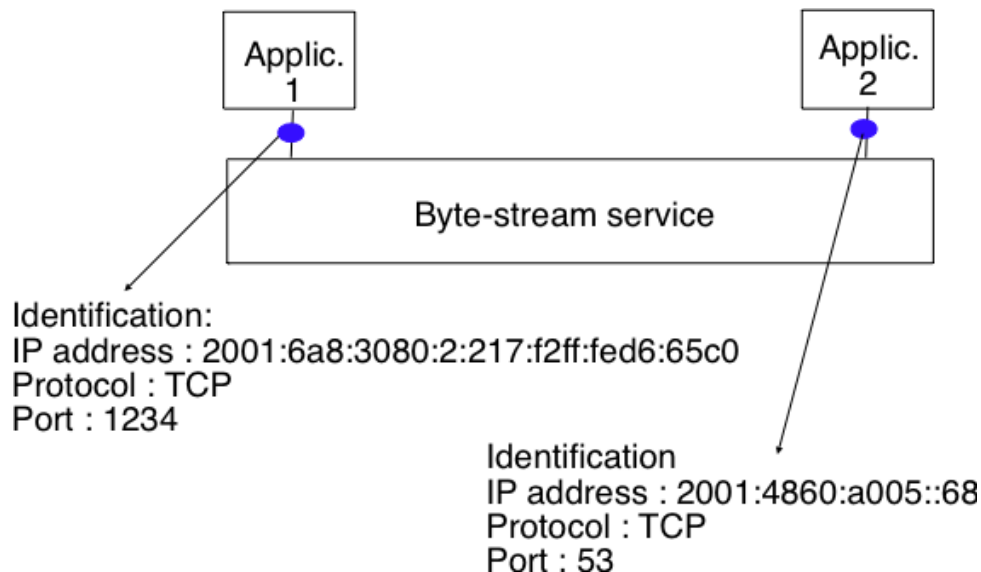 Applic.
1
Applic.
2
Byte-stream service
Identification:
IP address : 2001:6a8:3080:2:217:f2ff:fed6:65c0
Protocol : TCP
Port : 1234
Identification
IP address : 2001:4860:a005::68
Protocol : TCP
Port : 53